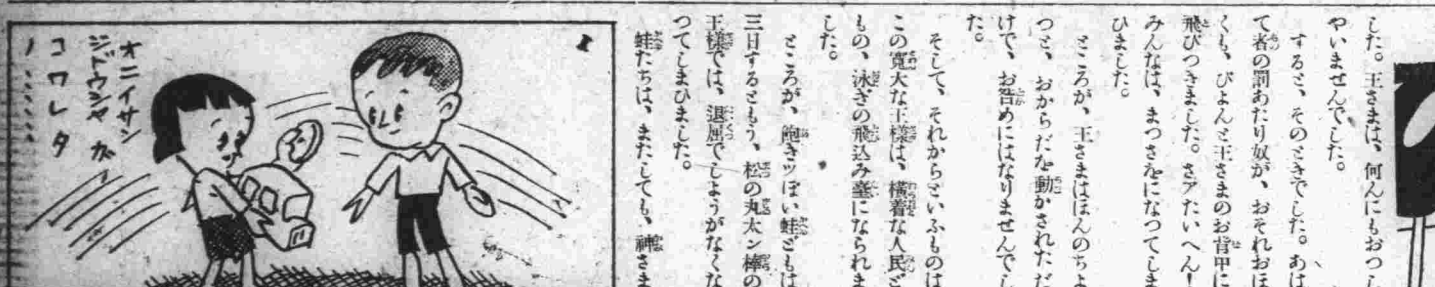 した。王さまは、何んにもおつし
やいませんでした。
すると、そのときでした。あは
て者の罰あたり奴が、おそれおほ
くも、ぴよんと王さまのお背甲に
飛びつきました。さアたいへん！
みんなは、まつさをになつてしま
ひました。
ところが、王さまはほんのちよ
つと、おからだを動かされただ
けで、お咎めにはなりませんでし
た。
そして、それからといふものは
この寛大な王様は、横着な人民ど
もの、泳ぎの飛込み臺になられま
した。
ところが、飽きツぽい蛙どもは
三日するともう、松の丸太ン棒の
王様では、退屈でしようがなくな
つてしまひました。
蛙たちは、またしても、神さま
1
オニイサン
ジドウシヤ ガ
コワレタ